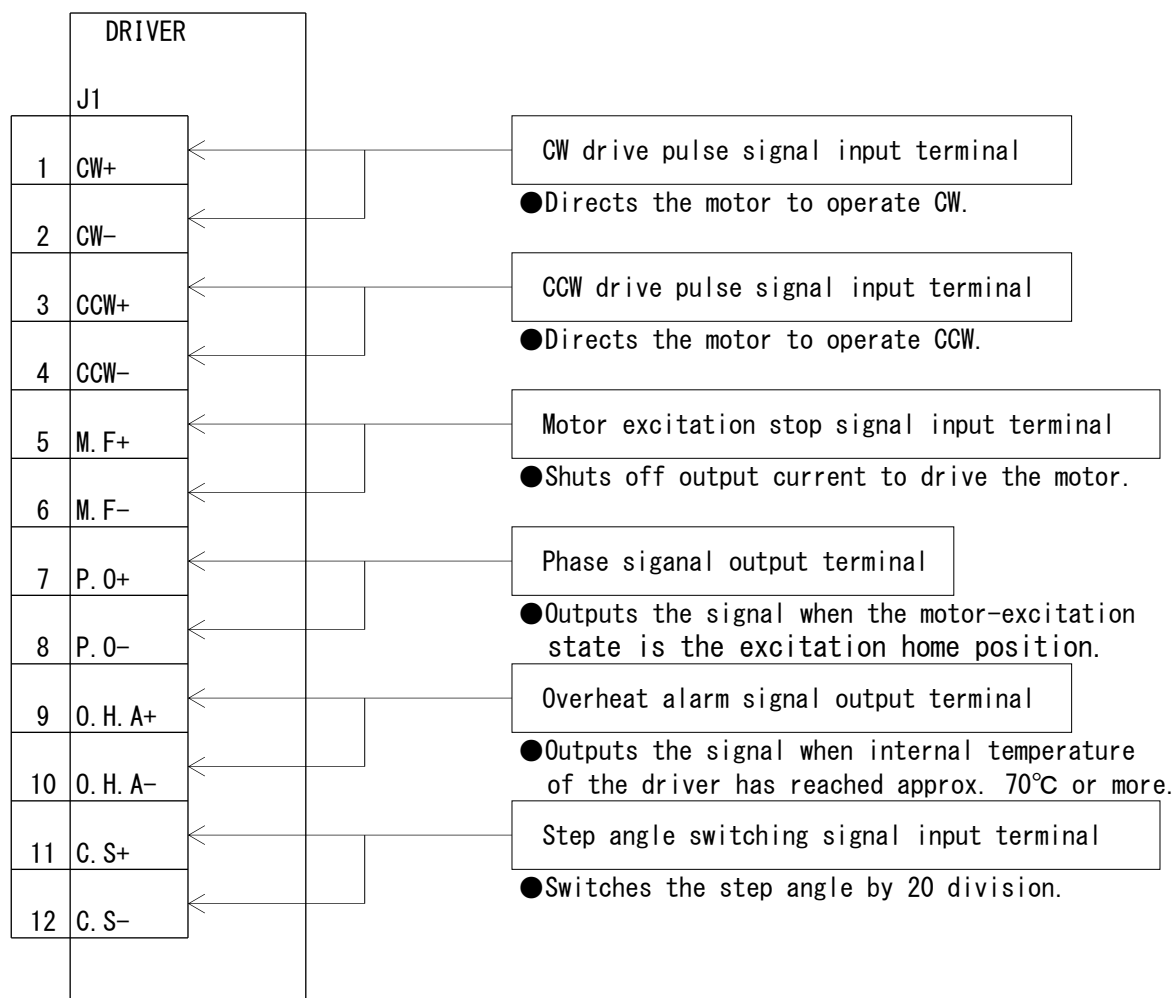 DRIVER
J1
1 CW+
CW drive pulse signal input terminal
●Directs the motor to operate CW.
2 CW-
3 CCW+
CCW drive pulse signal input terminal
●Directs the motor to operate CCW.
4 CCW-
5 M.F+
Motor excitation stop signal input terminal
●Shuts off output current to drive the motor.
6 M.F-
7 P.O+
Phase siganal output terminal
●Outputs the signal when the motor-excitation
state is the excitation home position.
8 P.O-
9 O.H.A+
Overheat alarm signal output terminal
●Outputs the signal when internal temperature
of the driver has reached approx. 70℃ or more.
10 O.H.A-
11 C.S+
Step angle switching signal input terminal
●Switches the step angle by 20 division.
12 C.S-